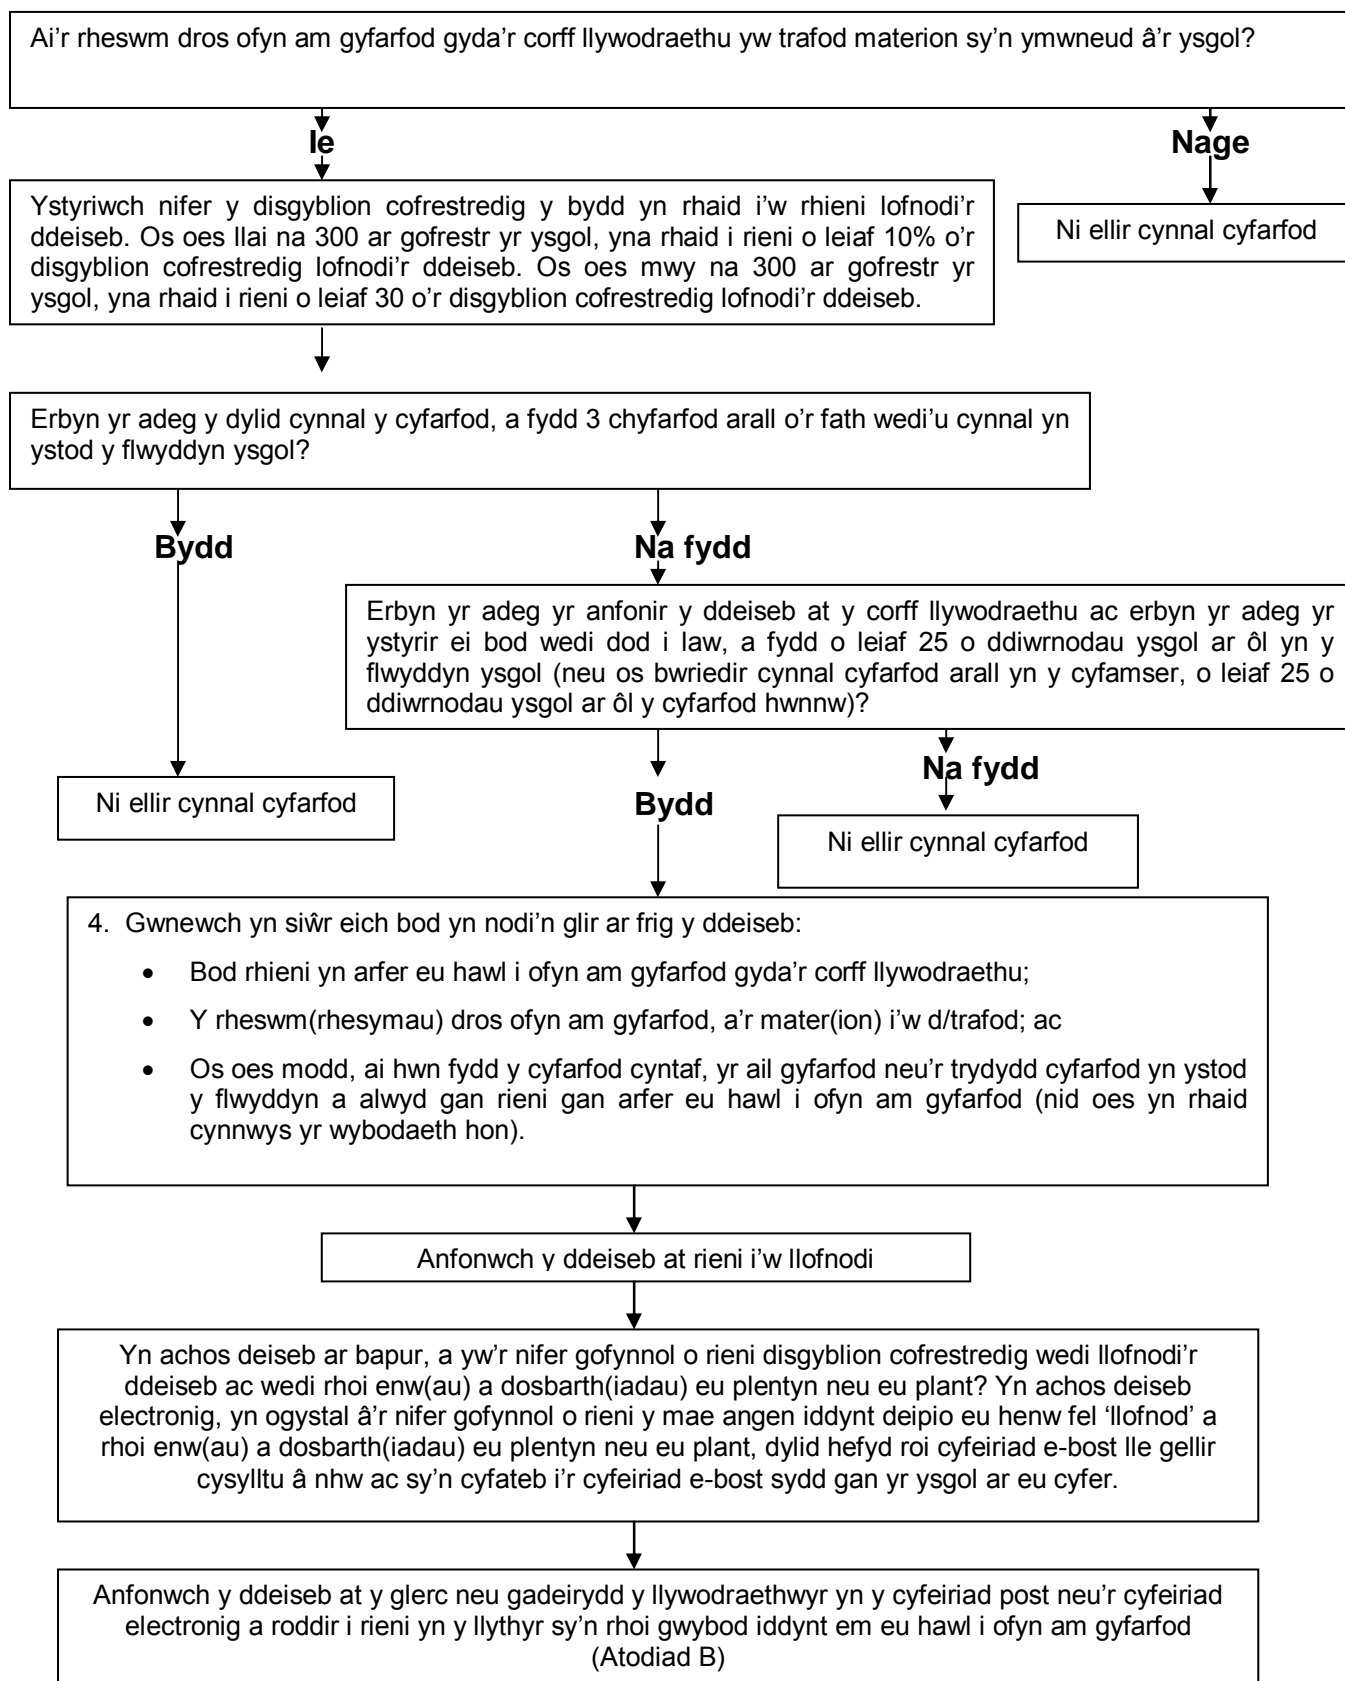 Ai'r rheswm dros ofyn am gyfarfod gyda'r corff llywodraethu yw trafod materion sy'n ymwneud â'r ysgol?
Ie
Nage
Ystyriwch nifer y disgyblion cofrestredig y bydd yn rhaid i'w rhieni lofnodi'r
ddeiseb. Os oes llai na 300 ar gofrestr yr ysgol, yna rhaid i rieni o leiaf 10% o'r
disgyblion cofrestredig lofnodi'r ddeiseb. Os oes mwy na 300 ar gofrestr yr
ysgol, yna rhaid i rieni o leiaf 30 o'r disgyblion cofrestredig lofnodi'r ddeiseb.
Ni ellir cynnal cyfarfod
Erbyn yr adeg y dylid cynnal y cyfarfod, a fydd 3 chyfarfod arall o'r fath wedi'u cynnal yn
ystod y flwyddyn ysgol?
Bydd
Na fydd
Erbyn yr adeg yr anfonir y ddeiseb at y corff llywodraethu ac erbyn yr adeg yr
ystyrir ei bod wedi dod i law, a fydd o leiaf 25 o ddiwrnodau ysgol ar ôl yn y
flwyddyn ysgol (neu os bwriedir cynnal cyfarfod arall yn y cyfamser, o leiaf 25 o
ddiwrnodau ysgol ar ôl y cyfarfod hwnnw)?
Na fydd
Ni ellir cynnal cyfarfod
Bydd
Ni ellir cynnal cyfarfod
4. Gwnewch yn siŵr eich bod yn nodi'n glir ar frig y ddeiseb:
• Bod rhieni yn arfer eu hawl i ofyn am gyfarfod gyda'r corff llywodraethu;
• Y rheswm(rhesymau) dros ofyn am gyfarfod, a'r mater(ion) i'w d/trafod; ac
• Os oes modd, ai hwn fydd y cyfarfod cyntaf, yr ail gyfarfod neu'r trydydd cyfarfod yn ystod
y flwyddyn a alwyd gan rieni gan arfer eu hawl i ofyn am gyfarfod (nid oes yn rhaid
cynnwys yr wybodaeth hon).
Anfonwch y ddeiseb at rieni i'w llofnodi
Yn achos deiseb ar bapur, a yw'r nifer gofynnol o rieni disgyblion cofrestredig wedi llofnodi'r
ddeiseb ac wedi rhoi enw(au) a dosbarth(iadau) eu plentyn neu eu plant? Yn achos deiseb
electronig, yn ogystal â'r nifer gofynnol o rieni y mae angen iddynt deipio eu henw fel 'llofnod' a
rhoi enw(au) a dosbarth(iadau) eu plentyn neu eu plant, dylid hefyd roi cyfeiriad e-bost lle gellir
cysylltu â nhw ac sy'n cyfateb i'r cyfeiriad e-bost sydd gan yr ysgol ar eu cyfer.
Anfonwch y ddeiseb at y glerc neu gadeirydd y llywodraethwyr yn y cyfeiriad post neu'r cyfeiriad
electronig a roddir i rieni yn y llythyr sy'n rhoi gwybod iddynt em eu hawl i ofyn am gyfarfod
(Atodiad B)